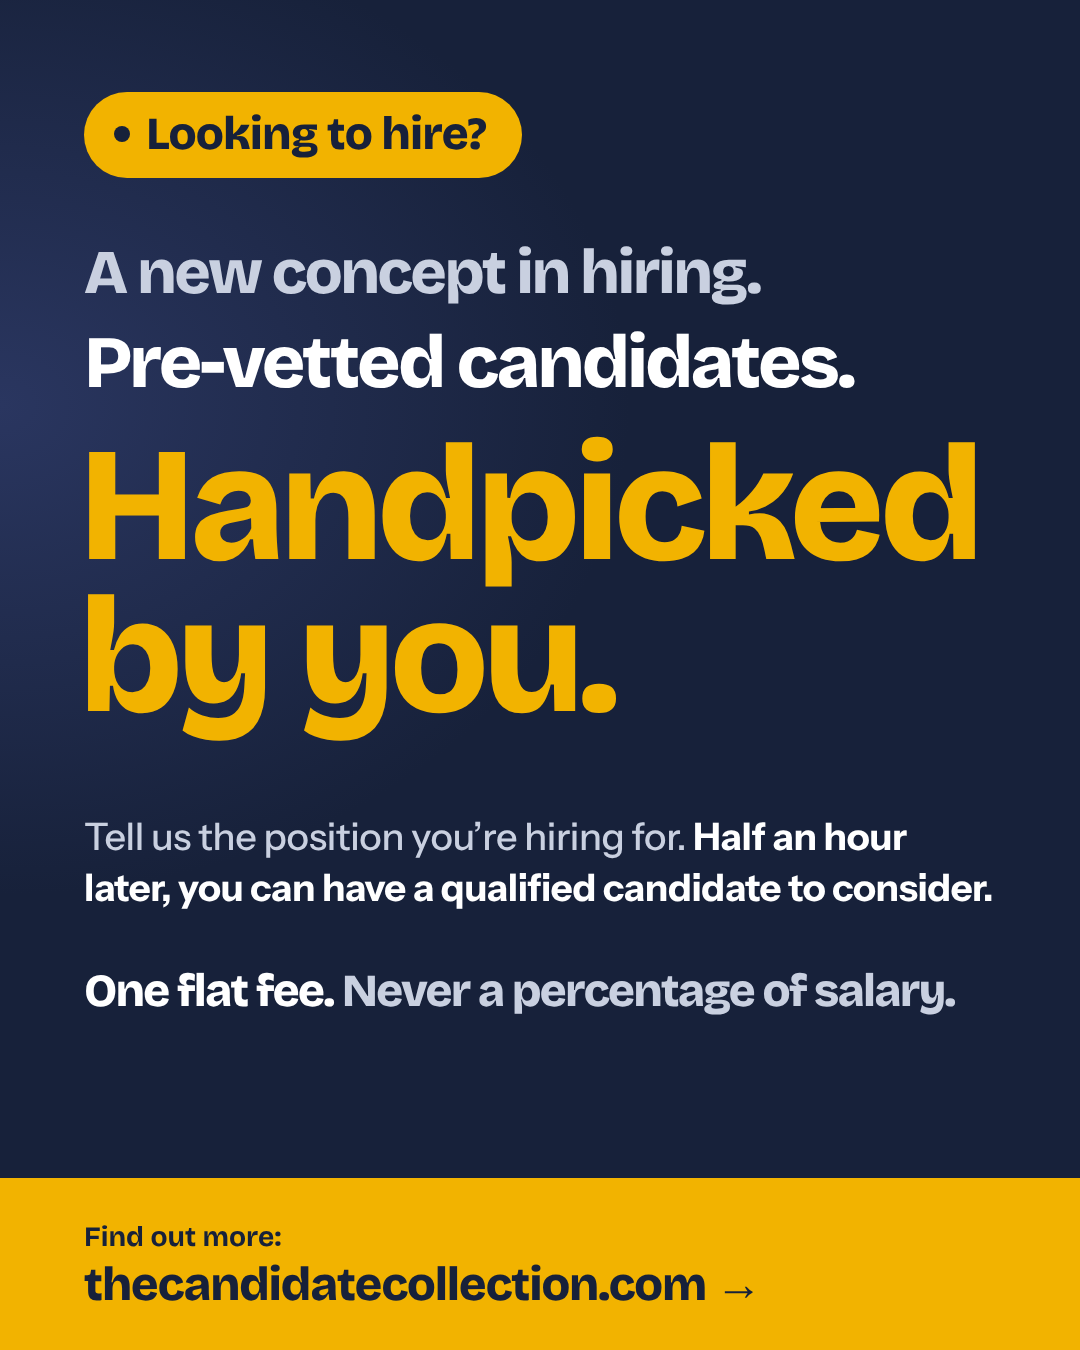 • Looking to hire?
A new concept in hiring.
Pre-vetted candidates.
Handpicked
by you.
Tell us the position you’re hiring for. Half an hour
later, you can have a qualified candidate to consider.
One flat fee. Never a percentage of salary.
Find out more:
thecandidatecollection.com →